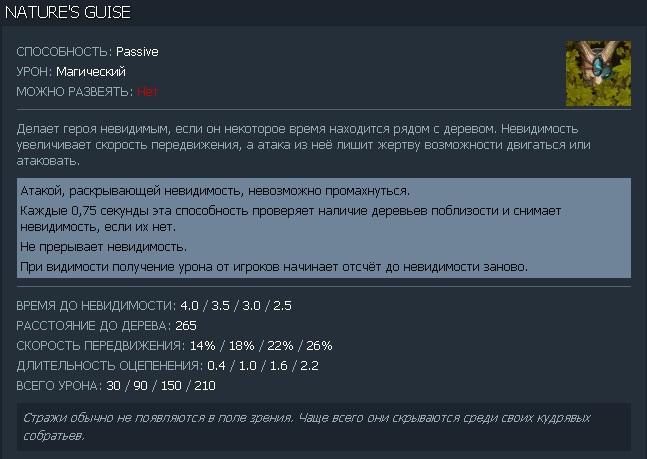 NATURE'S GUISE
СПОСОБНОСТЬ: Passive
УРОН: Магический
МОЖНО РАЗВЕЯТЬ: Нет
Делает героя невидимым, если он некоторое время находится рядом с деревом. Невидимость
увеличивает скорость передвижения, а атака из неё лишит жертву возможности двигаться или
атаковать.
Атакой, раскрывающей невидимость, невозможно промахнуться.
Каждые 0,75 секунды эта способность проверяет наличие деревьев поблизости и снимает
невидимость, если их нет.
Не прерывает невидимость.
При видимости получение урона от игроков начинает отсчёт до невидимости заново.
ВРЕМЯ ДО НЕВИДИМОСТИ: 4.0 / 3.5 / 3.0 / 2.5
РАССТОЯНИЕ ДО ДЕРЕВА: 265
СКОРОСТЬ ПЕРЕДВИЖЕНИЯ: 14% / 18% / 22% / 26%
ДЛИТЕЛЬНОСТЬ ОЦЕПЕНЕНИЯ: 0.4 / 1.0 / 1.6 / 2.2
ВСЕГО УРОНА: 30 / 90 / 150 / 210
Стражи обычно не появляются в поле зрения. Чаще всего они скрываются среди своих кудрявых
собратьев.